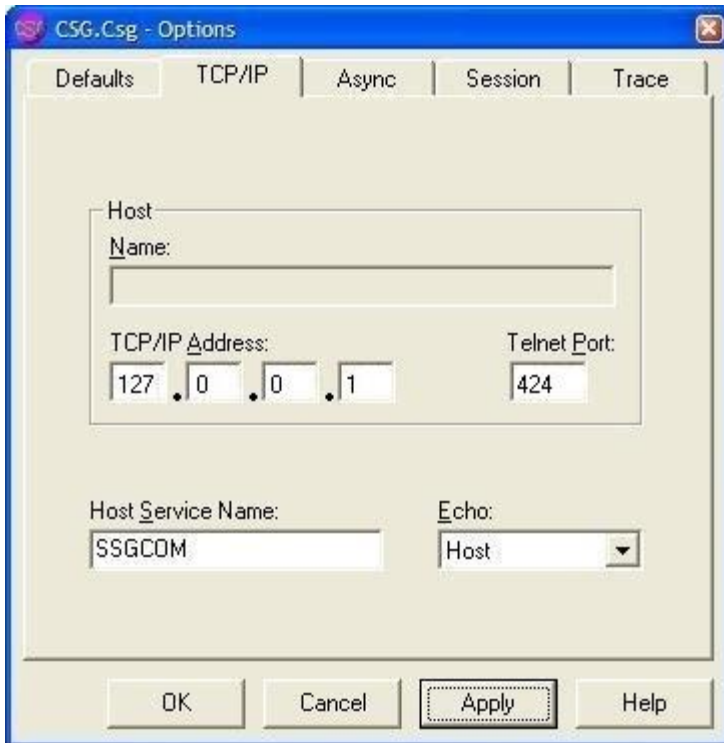 CSG.Csg - Options
Defaults TCP/IP Async Session Trace
Host
Name:
TCP/IP Address: Telnet Port:
127 . 0 . 0 . 1 424
Host Service Name: Echo:
SSGCOM Host
OK Cancel Apply Help